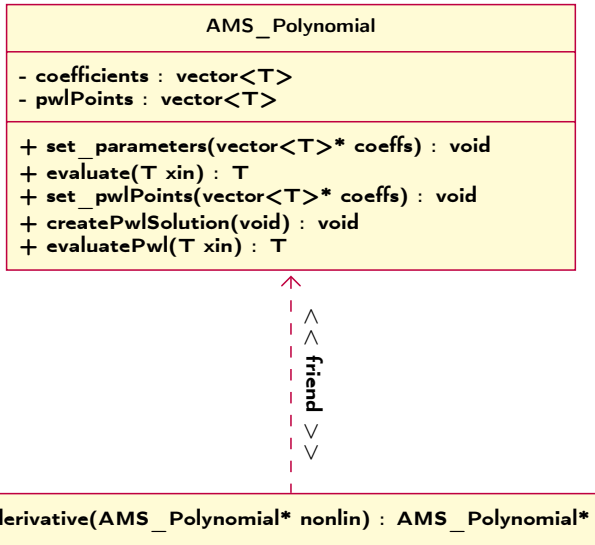 AMS_Polynomial
- coefficients : vector<T>
- pwlPoints : vector<T>
+ set_parameters(vector<T>* coeffs) : void
+ evaluate(T xin) : T
+ set_pwlPoints(vector<T>* coeffs) : void
+ createPwlSolution(void) : void
+ evaluatePwl(T xin) : T
<< friend >>
derivative(AMS_Polynomial* nonlin) : AMS_Polynomial*